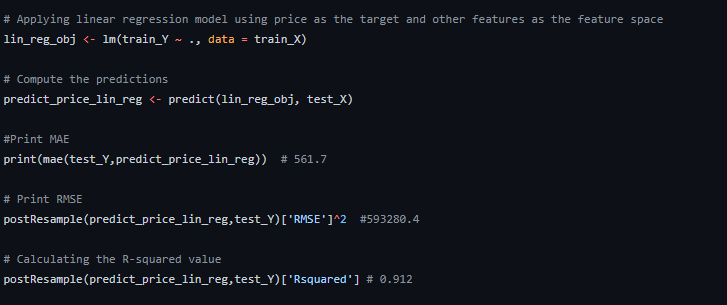 # Applying linear regression model using price as the target and other features as the feature space
lin_reg_obj <- lm(train_Y ~ ., data = train_X)
# Compute the predictions
predict_price_lin_reg <- predict(lin_reg_obj, test_X)
#Print MAE
print(mae(test_Y,predict_price_lin_reg))  # 561.7
# Print RMSE
postResample(predict_price_lin_reg,test_Y)['RMSE']^2  #593280.4
# Calculating the R-squared value
postResample(predict_price_lin_reg,test_Y)['Rsquared'] # 0.912